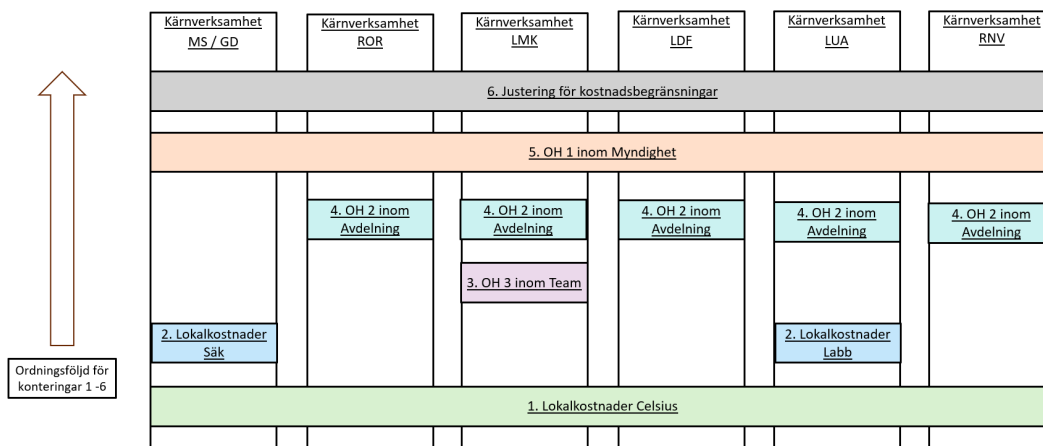 Kärnverksamhet
MS / GD
Kärnverksamhet
ROR
Kärnverksamhet
LMK
Kärnverksamhet
LDF
Kärnverksamhet
LUA
Kärnverksamhet
RNV
6. Justering för kostnadsbegränsningar
5. OH 1 inom Myndighet
4. OH 2 inom
Avdelning
4. OH 2 inom
Avdelning
4. OH 2 inom
Avdelning
4. OH 2 inom
Avdelning
4. OH 2 inom
Avdelning
3. OH 3 inom Team
2. Lokalkostnader
Säk
2. Lokalkostnader
Labb
Ordningsföljd för
konteringar 1 -6
1. Lokalkostnader Celsius